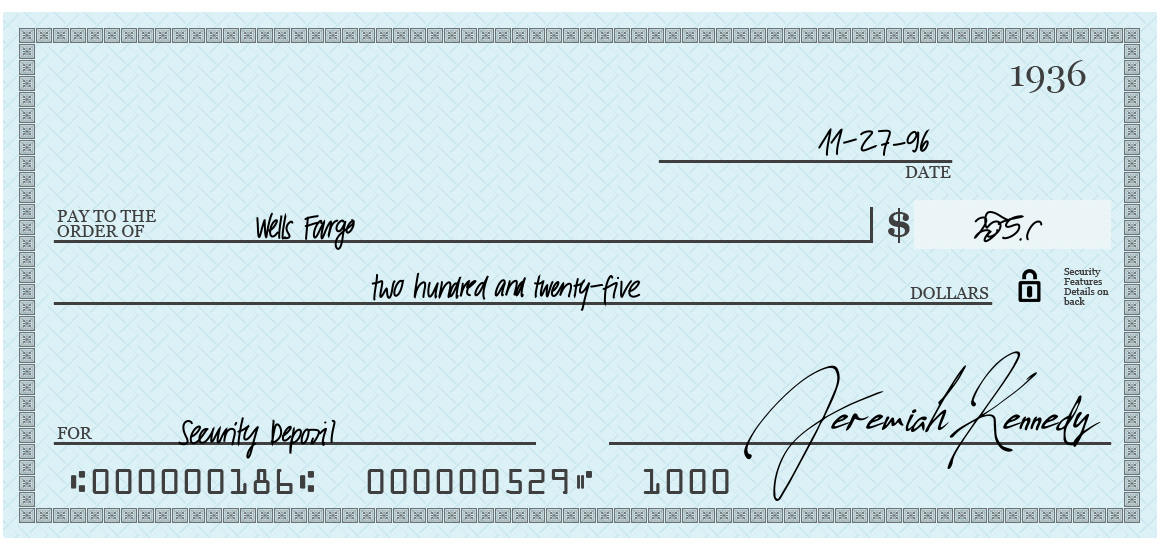 1936
11-27-96
DATE
PAY TO THE
ORDER OF Wells Fargo $
two hundred and twenty-five DOLLARS
Security
Features
Details on
back
FOR Security Deposit Jeremiah Kennedy
⑆000000186⑆ 000000529⑈ 1000